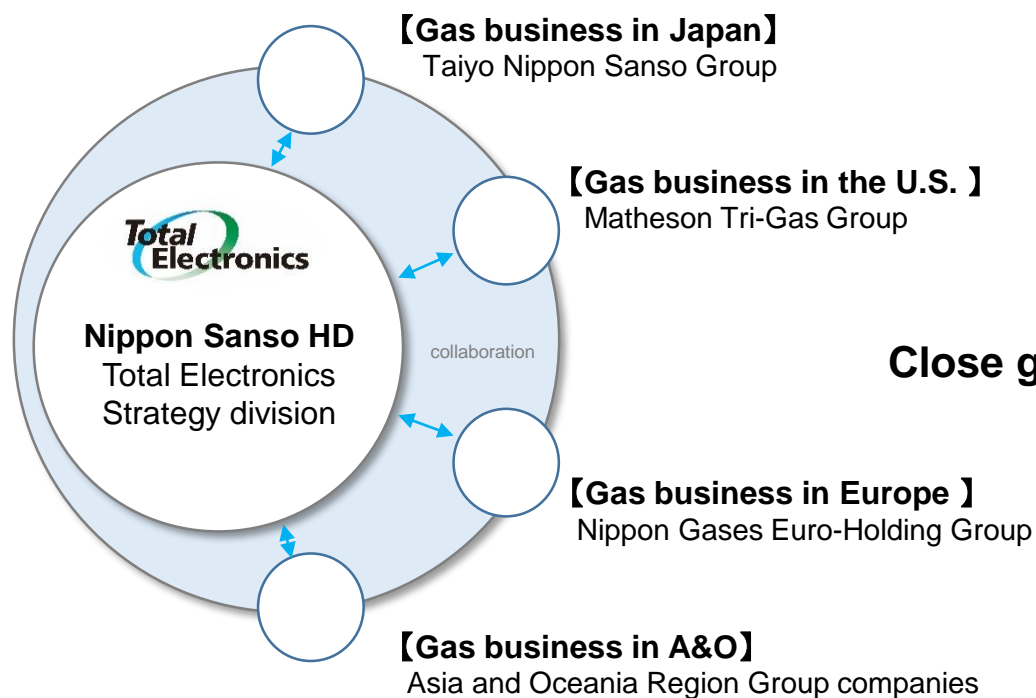 【Gas business in Japan】
Taiyo Nippon Sanso Group
【Gas business in the U.S. 】
Matheson Tri-Gas Group
Total
Electronics
Nippon Sanso HD
Total Electronics
Strategy division
collaboration
Close g
【Gas business in Europe 】
Nippon Gases Euro-Holding Group
【Gas business in A&O】
Asia and Oceania Region Group companies